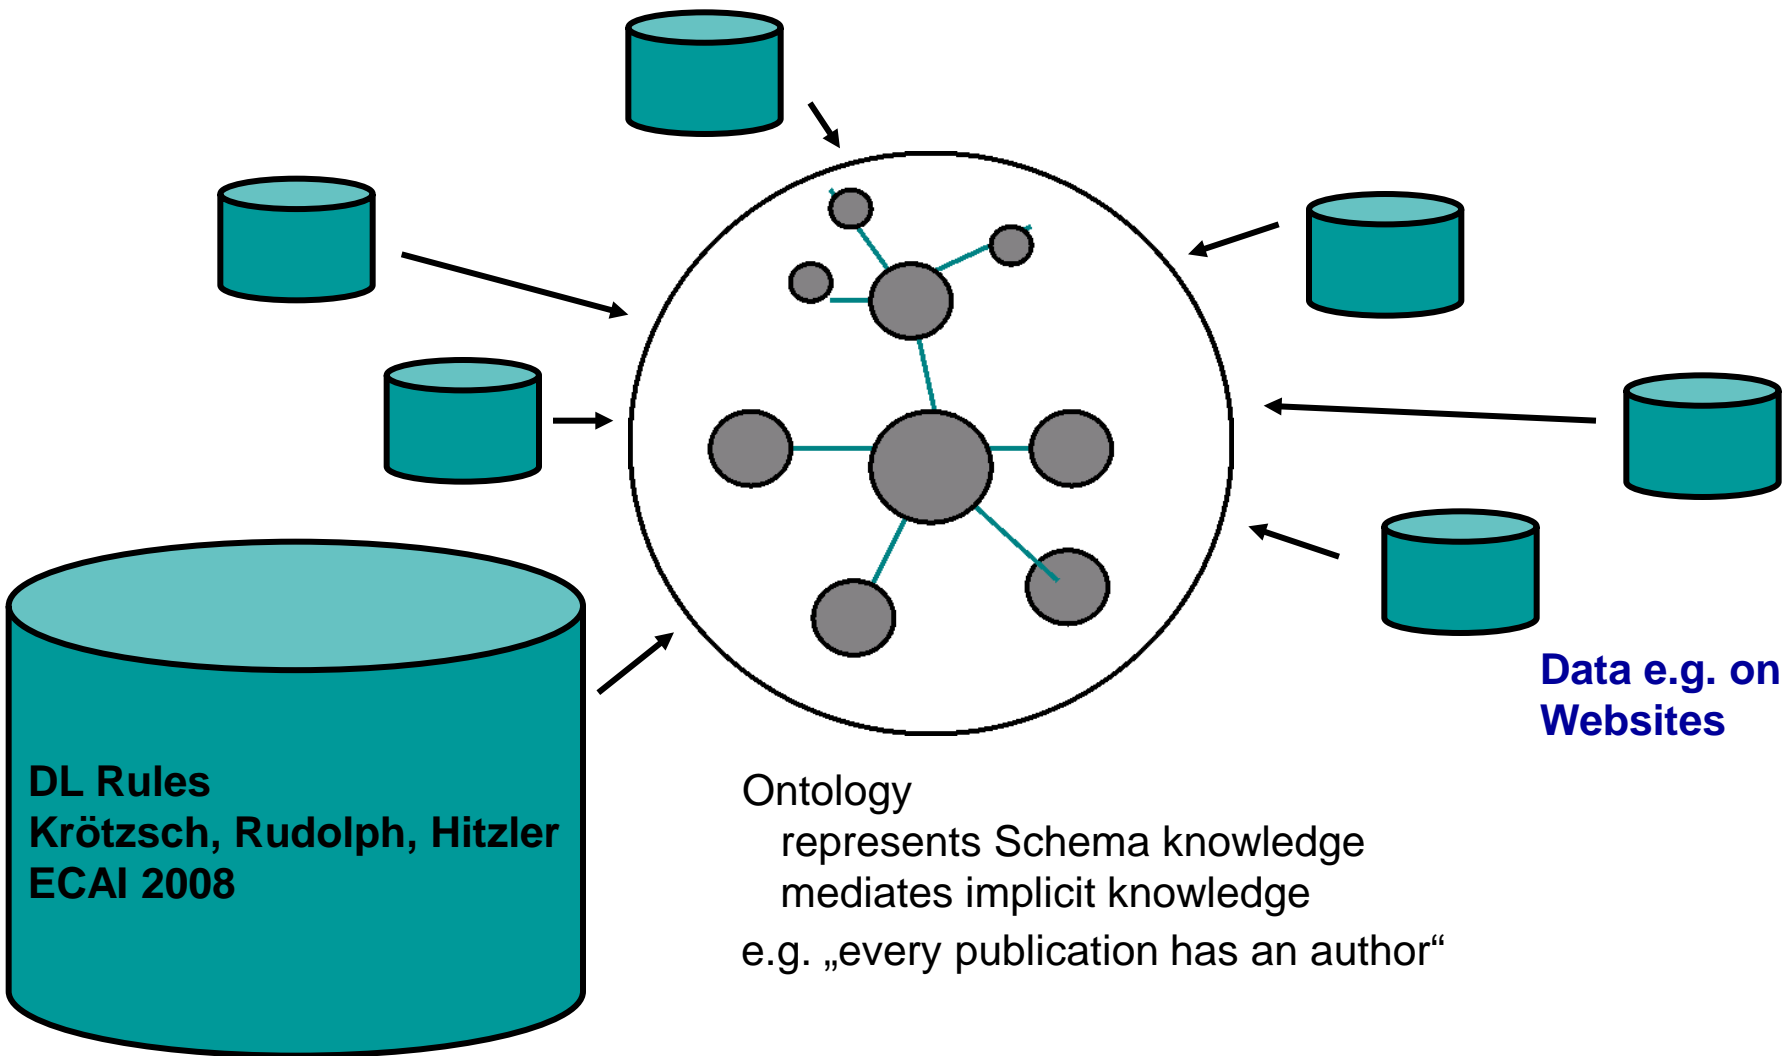 DL Rules
Krötzsch, Rudolph, Hitzler
ECAI 2008
Ontology
represents Schema knowledge
mediates implicit knowledge
e.g. „every publication has an author“
Data e.g. on
Websites